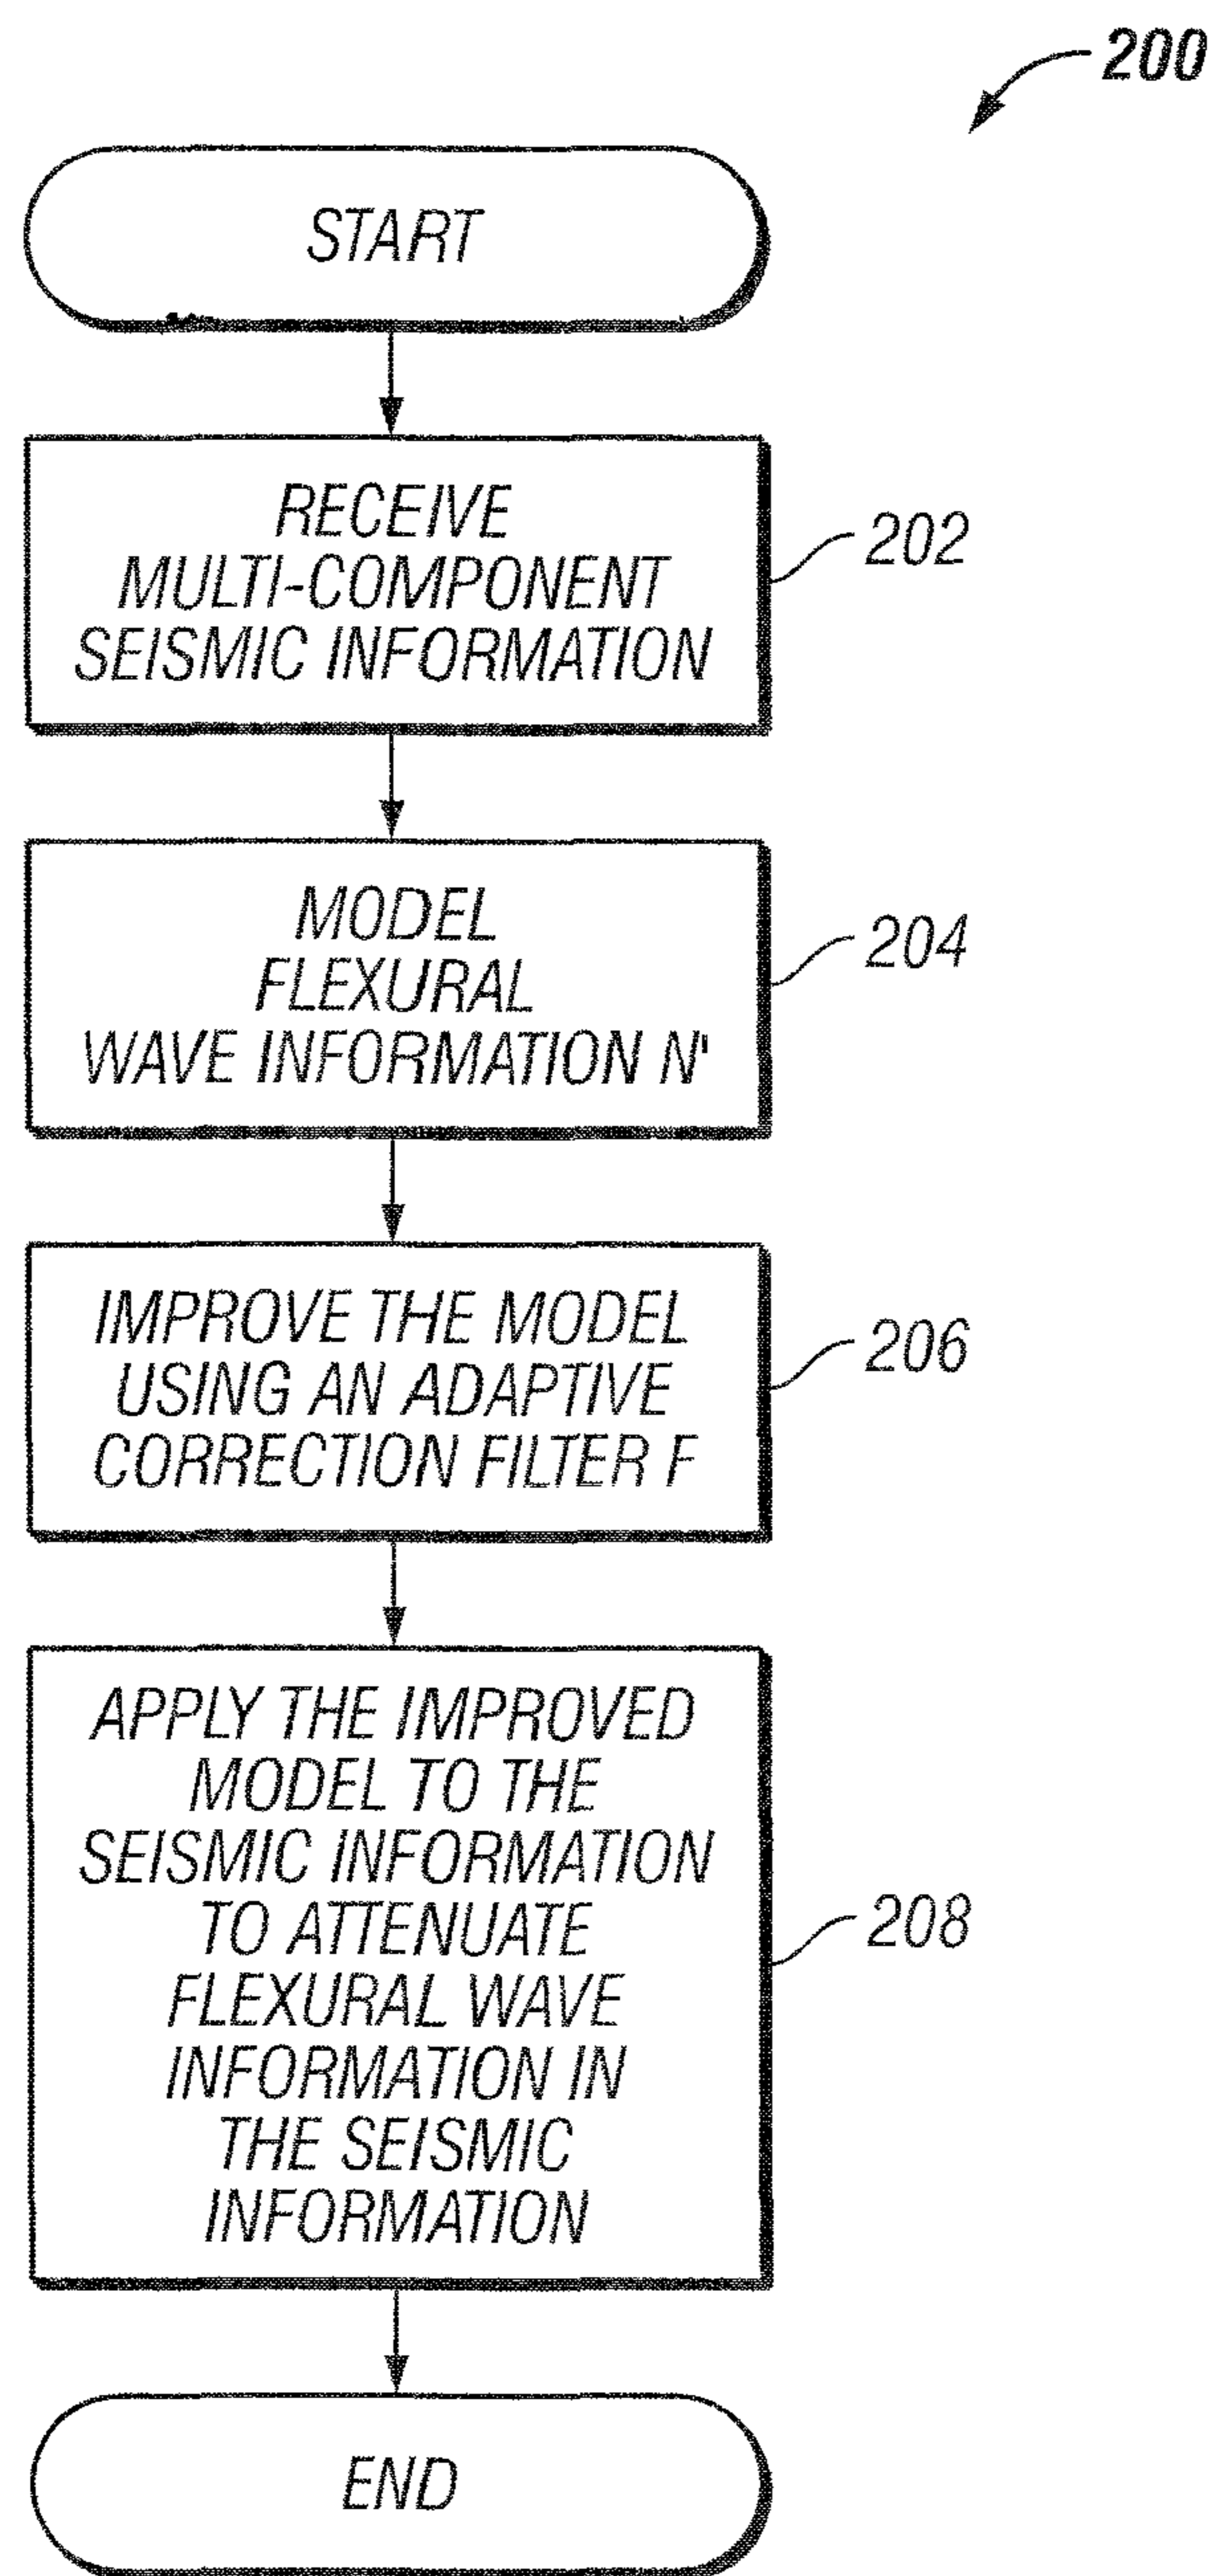 200
START
RECEIVE
MULTI-COMPONENT
SEISMIC INFORMATION
202
MODEL
FLEXURAL
WAVE INFORMATION N'
204
IMPROVE THE MODEL
USING AN ADAPTIVE
CORRECTION FILTER F
206
APPLY THE IMPROVED
MODEL TO THE
SEISMIC INFORMATION
TO ATTENUATE
FLEXURAL WAVE
INFORMATION IN
THE SEISMIC
INFORMATION
208
END